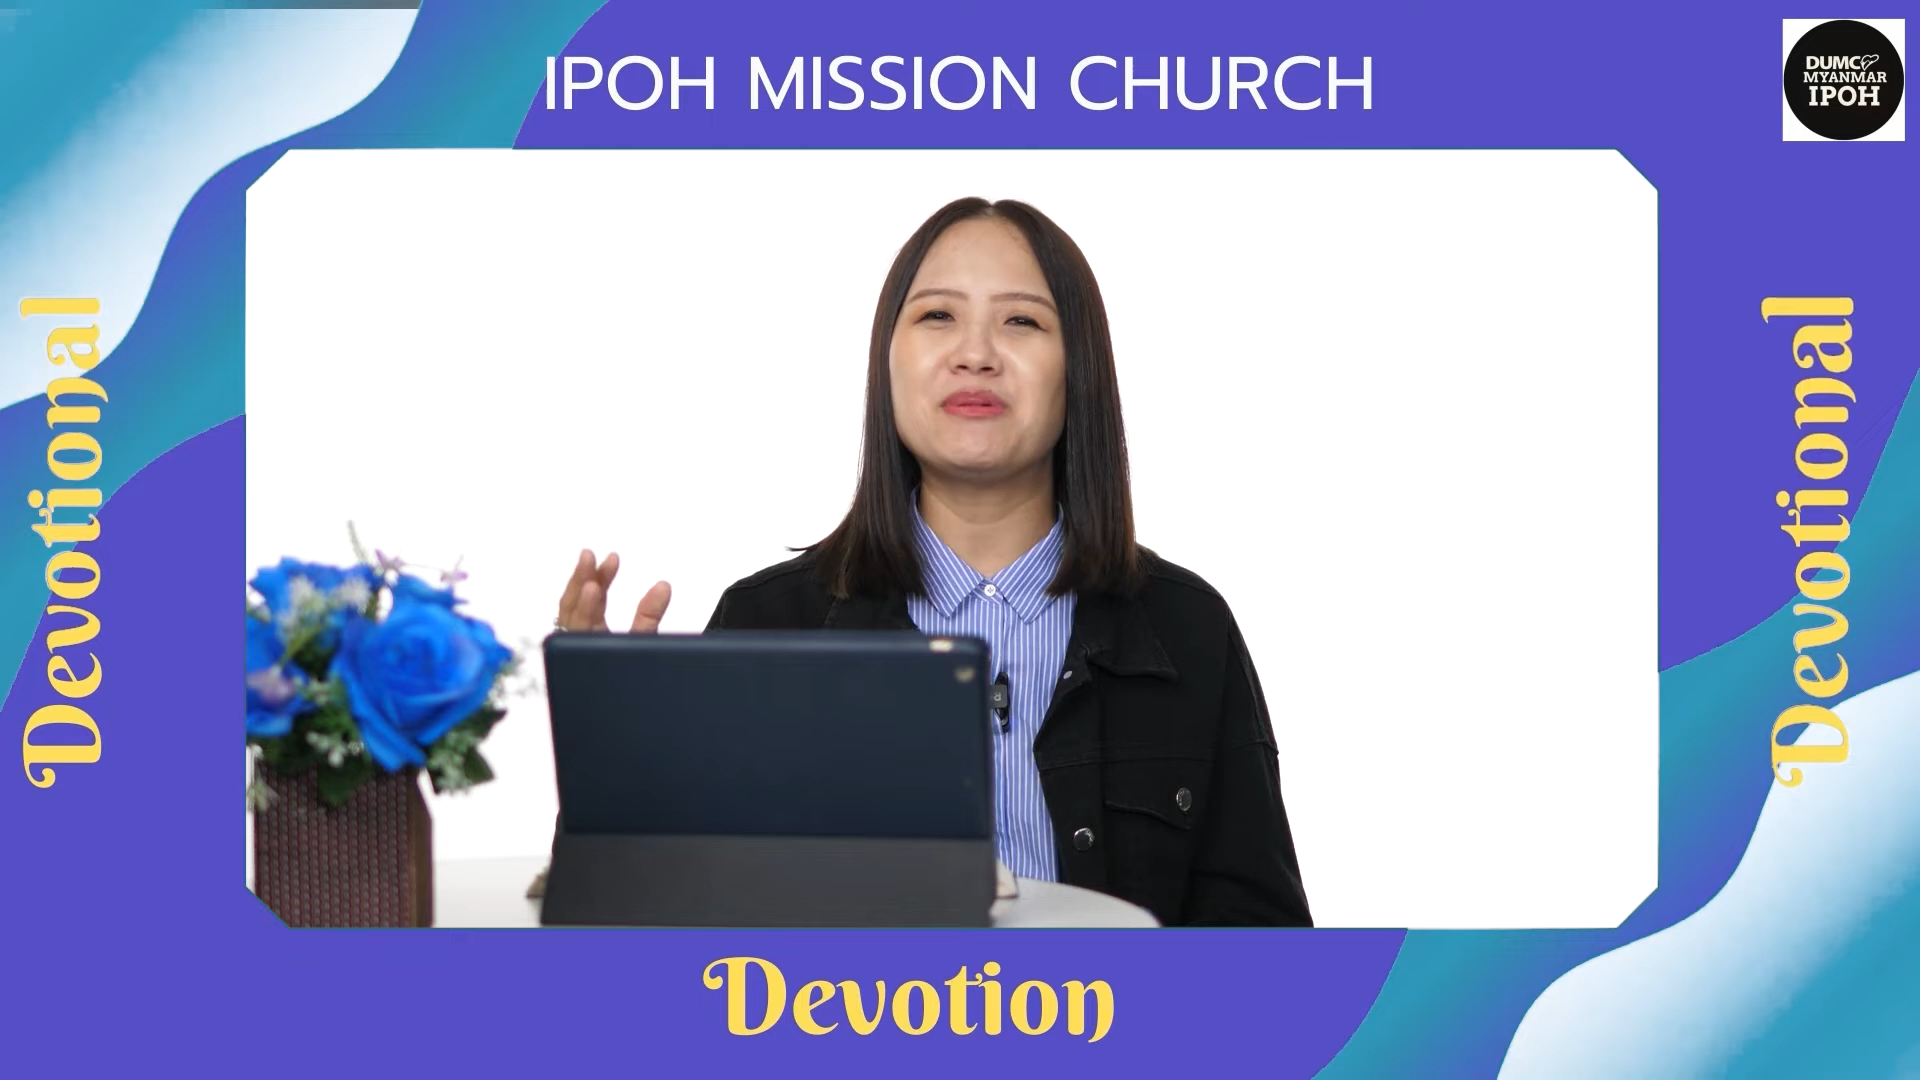 IPOH MISSION CHURCH
DUMC
MYANMAR
IPOH
Devotional
Devotional
Devotion